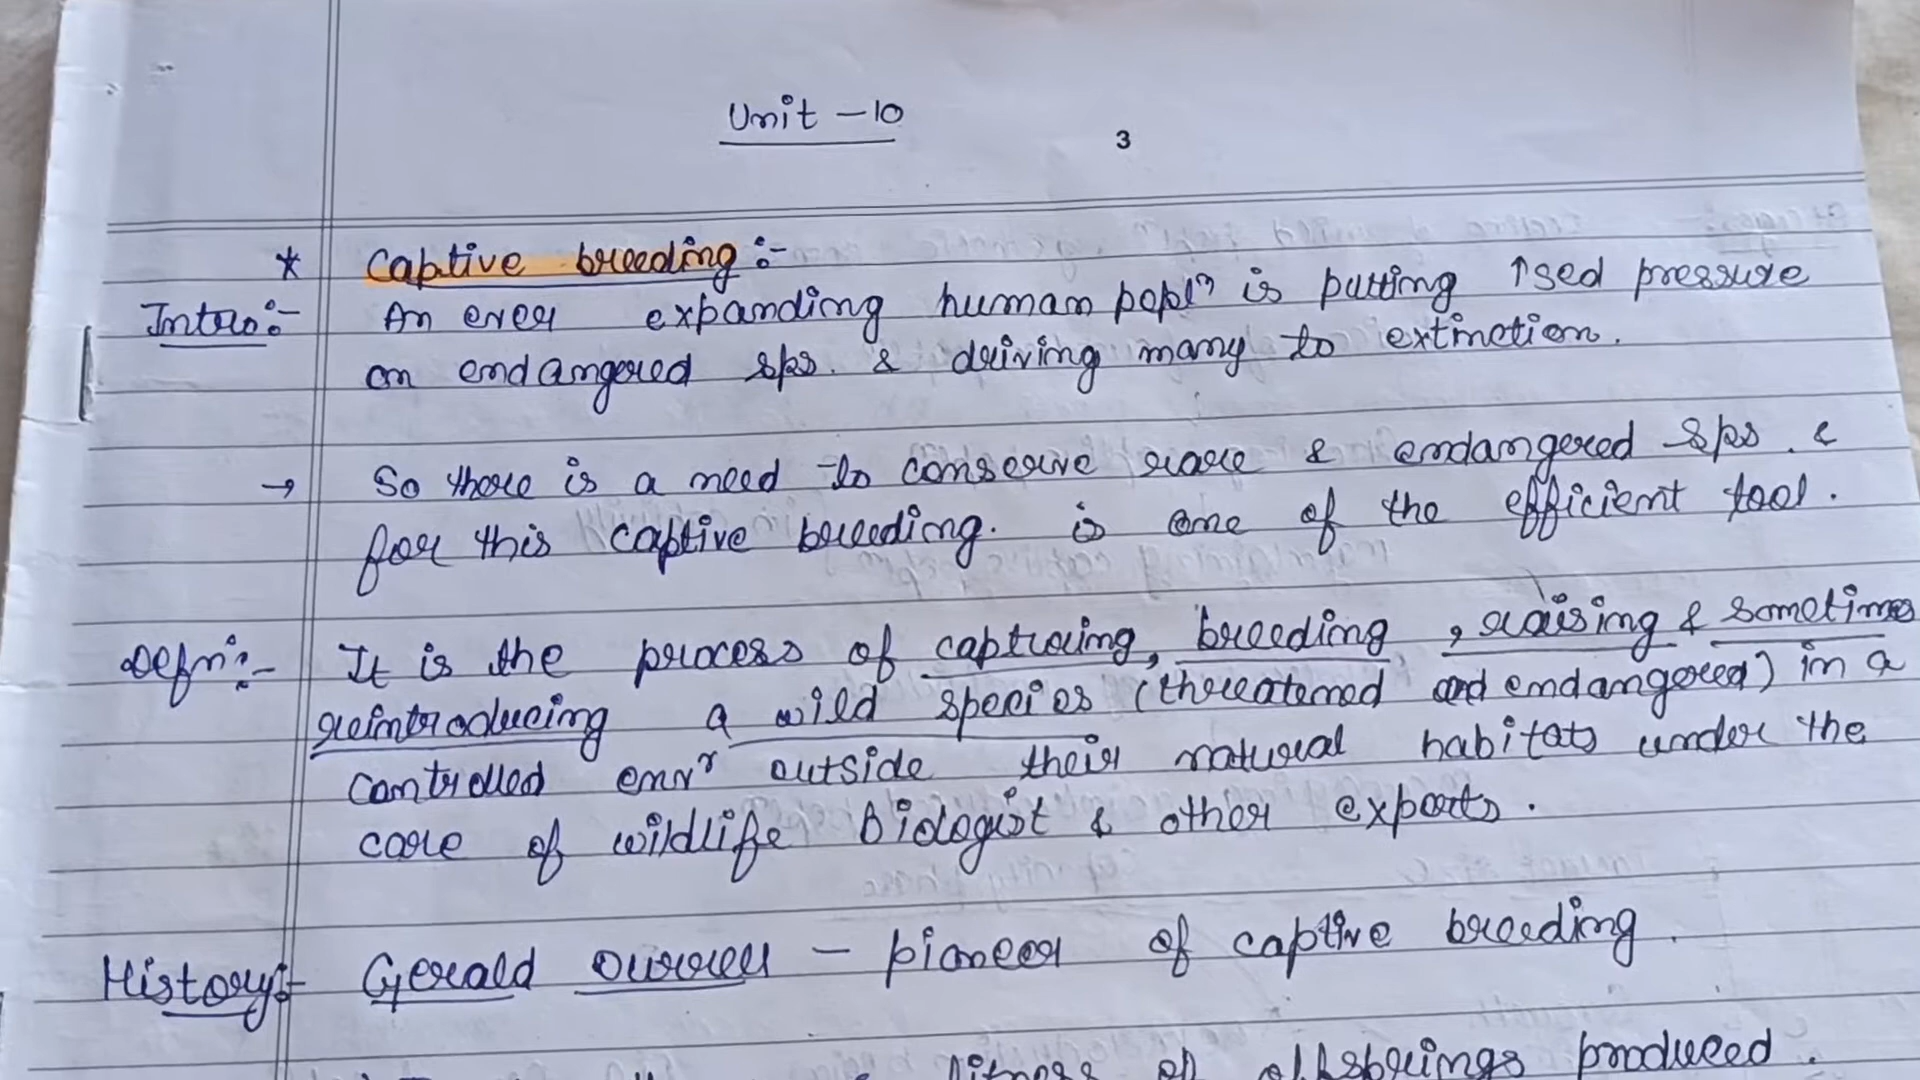 Unit - 10
3
* Captive breeding :-
Intro :- An ever expanding human popln is putting ↑sed pressure
on endangered sps. & driving many to extinction.
→ So there is a need to conserve rare & endangered sps. &
for this captive breeding. is one of the efficient tool.
Defn :- It is the process of capturing, breeding, raising & sometimes
reintroducing a wild species (threatened and endangered) in a
controlled envr outside their natural habitats under the
care of wildlife Biologist & other experts.
History :- Gerald Durrell - pioneer of captive breeding.
fitness of offsprings produced.